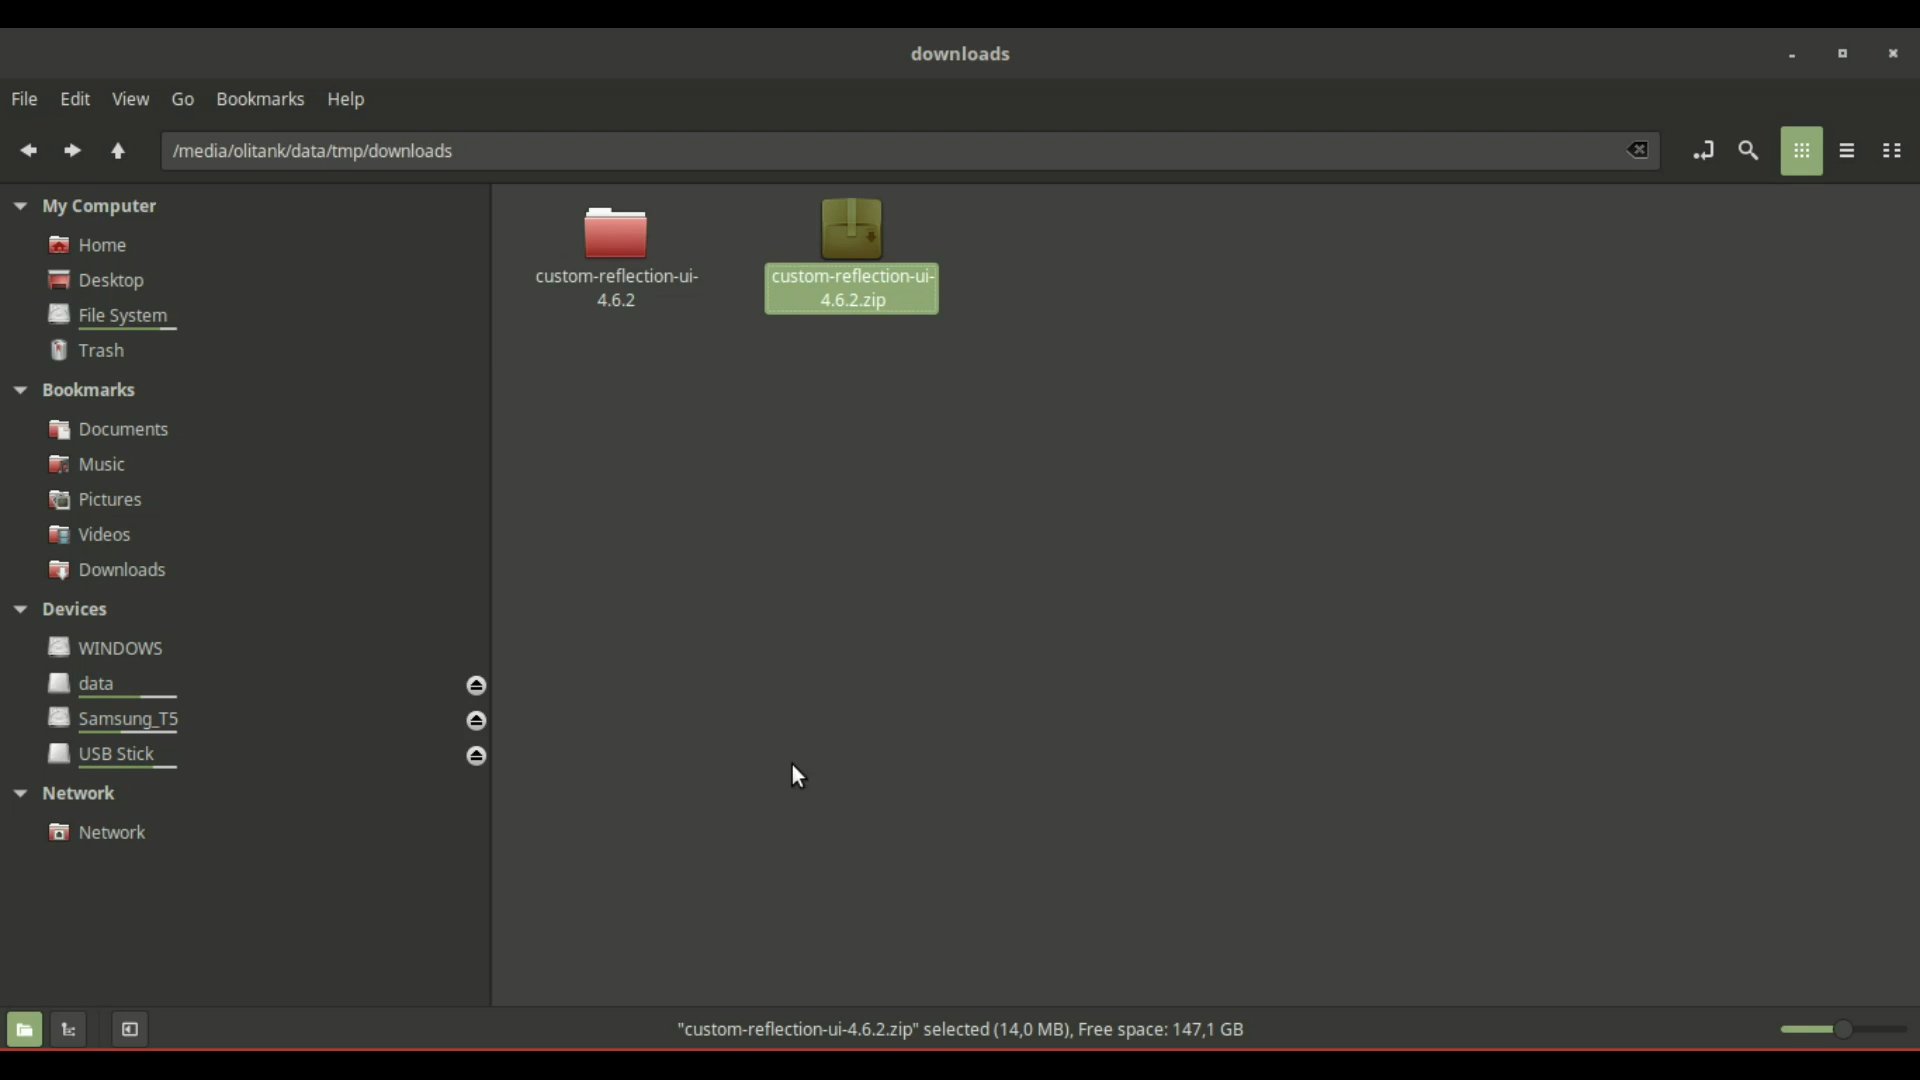 downloads
File Edit View Go Bookmarks Help
/media/olitank/data/tmp/downloads
My Computer
Home
Desktop
File System
Trash
Bookmarks
Documents
Music
Pictures
Videos
Downloads
Devices
WINDOWS
data
Samsung_T5
USB Stick
Network
Network
custom-reflection-ui-
4.6.2
custom-reflection-ui-
4.6.2.zip
"custom-reflection-ui-4.6.2.zip" selected (14,0 MB), Free space: 147,1 GB